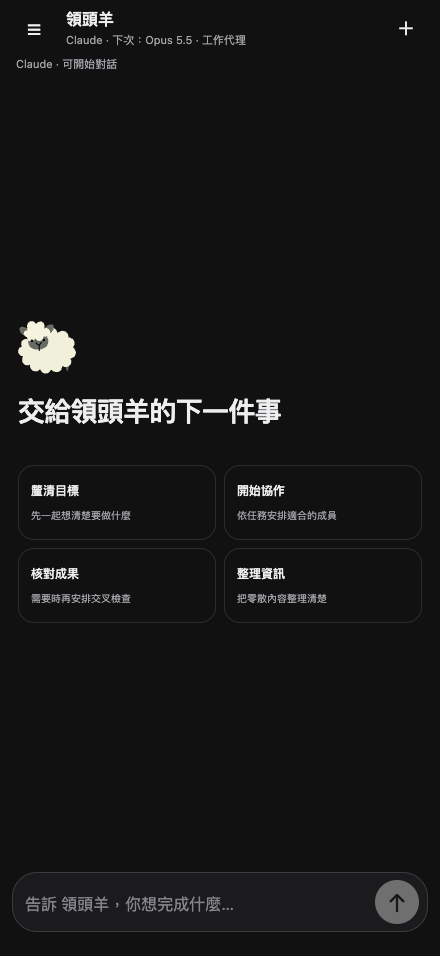 領頭羊
Claude · 下次：Opus 5.5 · 工作代理
Claude · 可開始對話
交給領頭羊的下一件事
釐清目標
先一起想清楚要做什麼
開始協作
依任務安排適合的成員
核對成果
需要時再安排交叉檢查
整理資訊
把零散內容整理清楚
告訴 領頭羊，你想完成什麼...